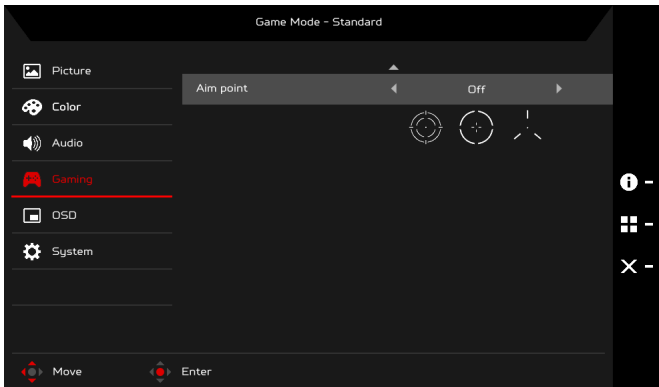 Game Mode - Standard
Picture
Aim point Off
Color
Audio
Gaming
OSD
System
Move Enter